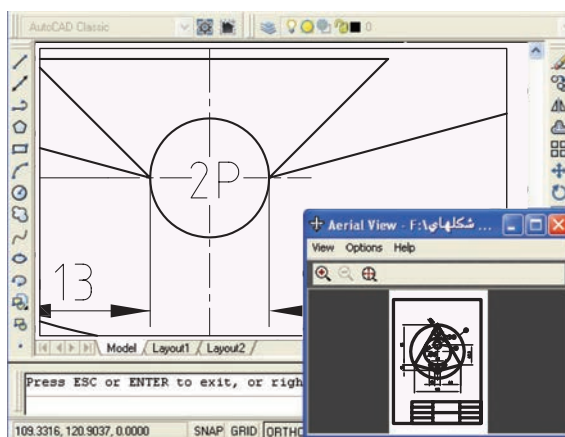 AutoCAD Classic
0
2P
13
Aerial View - F:\شکلهای ...
View Options Help
Model Layout1 Layout2
Press ESC or ENTER to exit, or righ
109.3316, 120.9037, 0.0000 SNAP GRID ORTHO